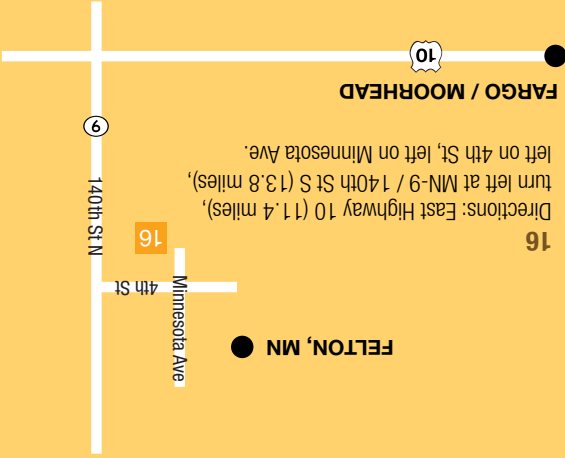 FELTON, MN
Minnesota Ave
4th St
16
140th St N
16
Directions: East Highway 10 (11.4 miles),
turn left at MN-9 / 140th St S (13.8 miles),
left on 4th St, left on Minnesota Ave.
9
FARGO / MOORHEAD
10